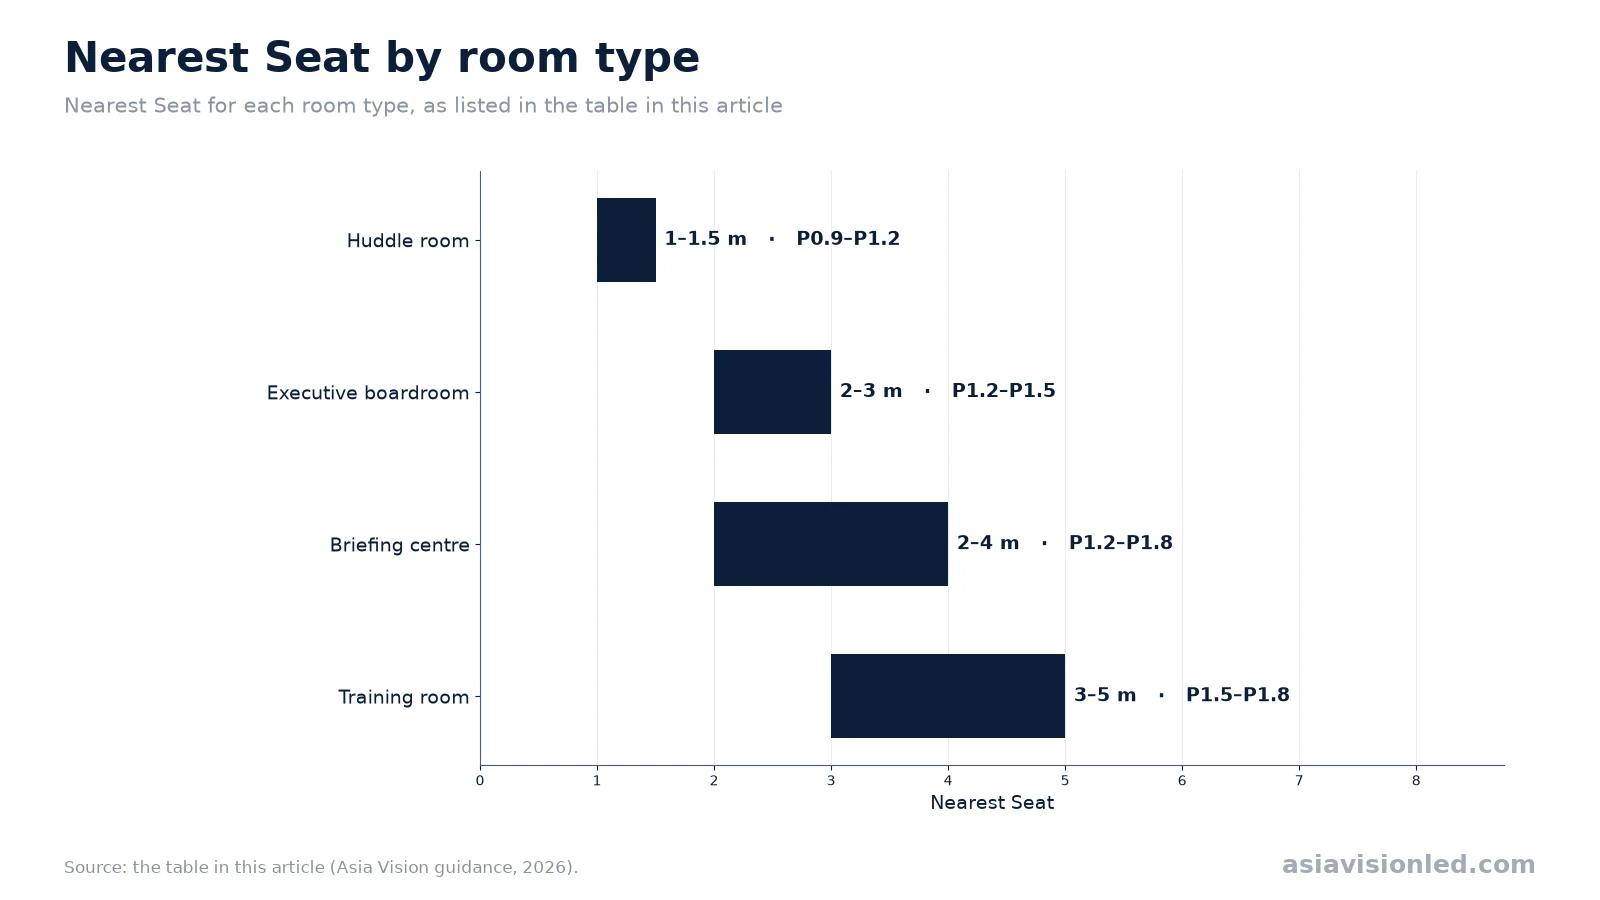 Nearest Seat by room type
Nearest Seat for each room type, as listed in the table in this article
Huddle room
1–1.5 m · P0.9–P1.2
Executive boardroom
2–3 m · P1.2–P1.5
Briefing centre
2–4 m · P1.2–P1.8
Training room
3–5 m · P1.5–P1.8
0 1 2 3 4 5 6 7 8
Nearest Seat
Source: the table in this article (Asia Vision guidance, 2026).
asiavisionled.com